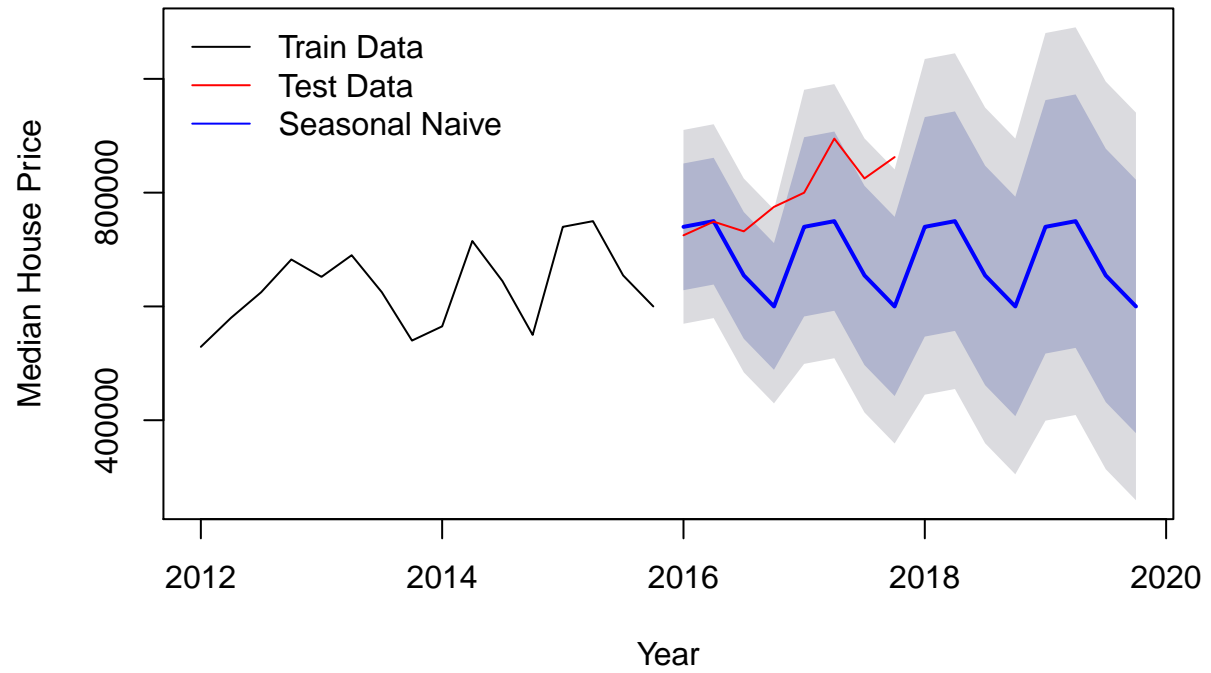 Train Data
Test Data
Seasonal Naive
Median House Price
800000
400000
2012 2014 2016 2018 2020
Year